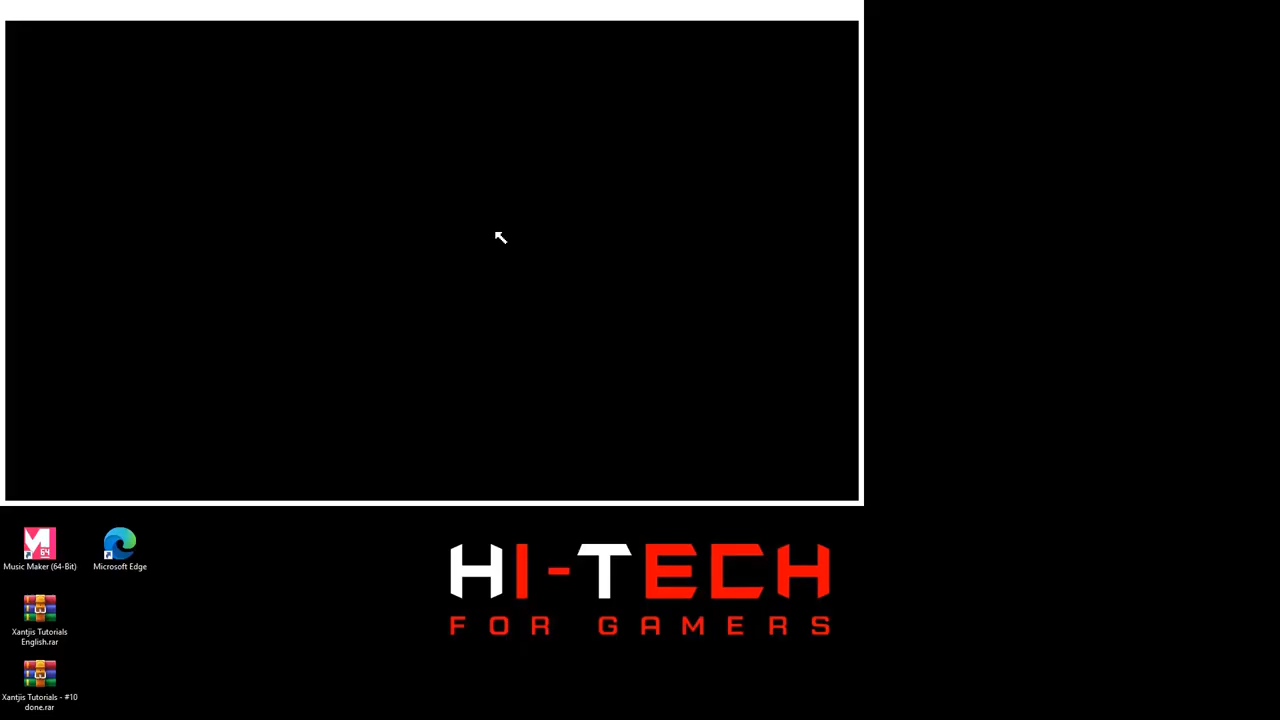 Music Maker (64-Bit)
Microsoft Edge
Xantjis Tutorials
English.rar
Xantjis Tutorials - #10
done.rar
HI-TECH
FOR GAMERS